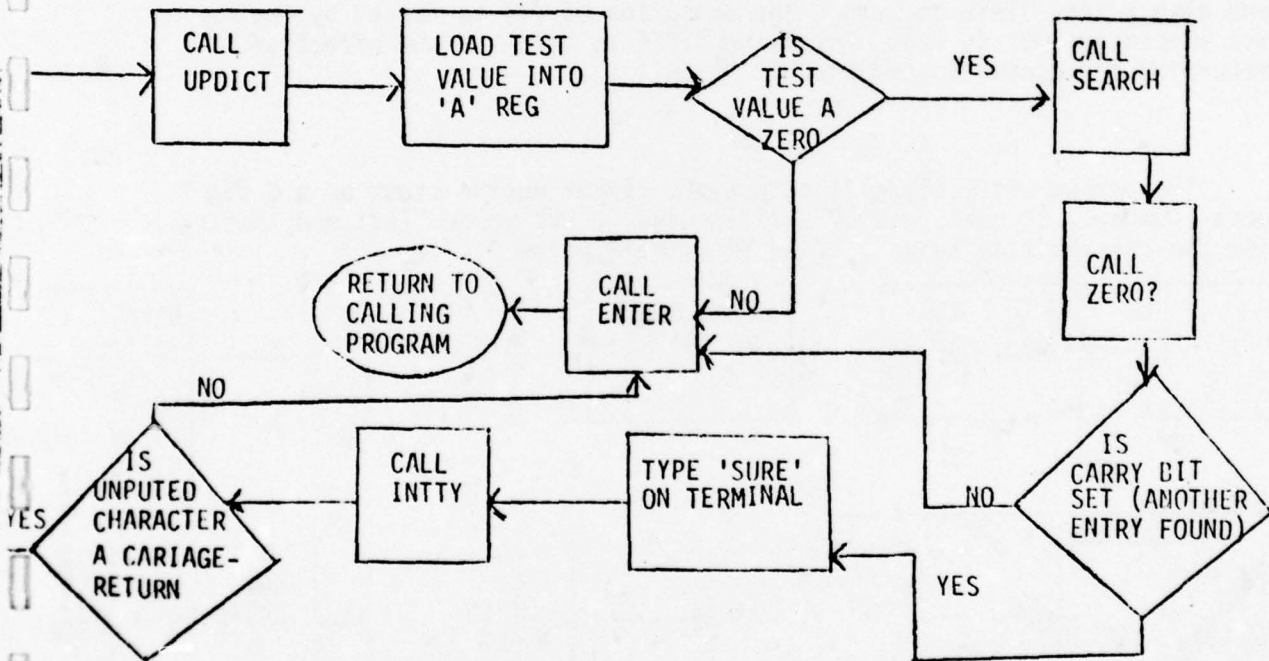 CALL
UPDICT
LOAD TEST
VALUE INTO
'A' REG
IS
TEST
VALUE A
ZERO
YES
CALL
SEARCH
CALL
ZERO?
NO
CALL
ENTER
RETURN TO
CALLING
PROGRAM
IS
CARRY BIT
SET (ANOTHER
ENTRY FOUND)
NO
YES
TYPE 'SURE'
ON TERMINAL
CALL
INTTY
IS
UNPUTED
CHARACTER
A CARIAGE-
RETURN
NO
YES